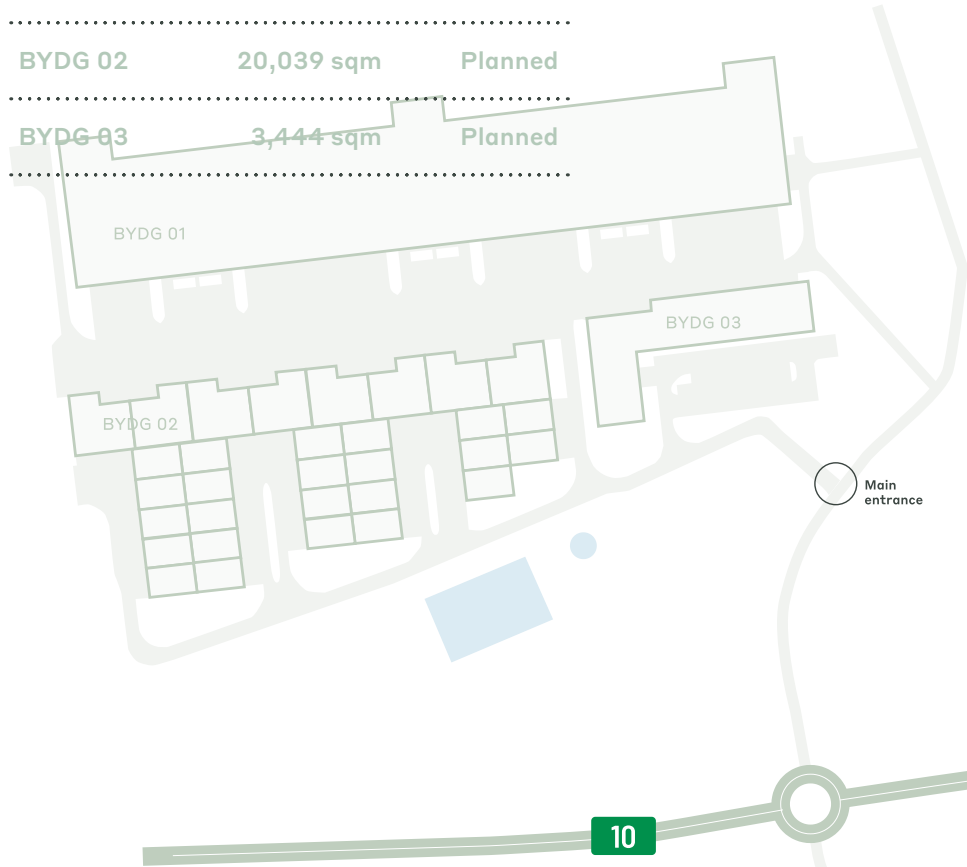 BYDG 02 20,039 sqm Planned
BYDG 03 3,444 sqm Planned
BYDG 01
BYDG 03
BYDG 02
Main
entrance
10